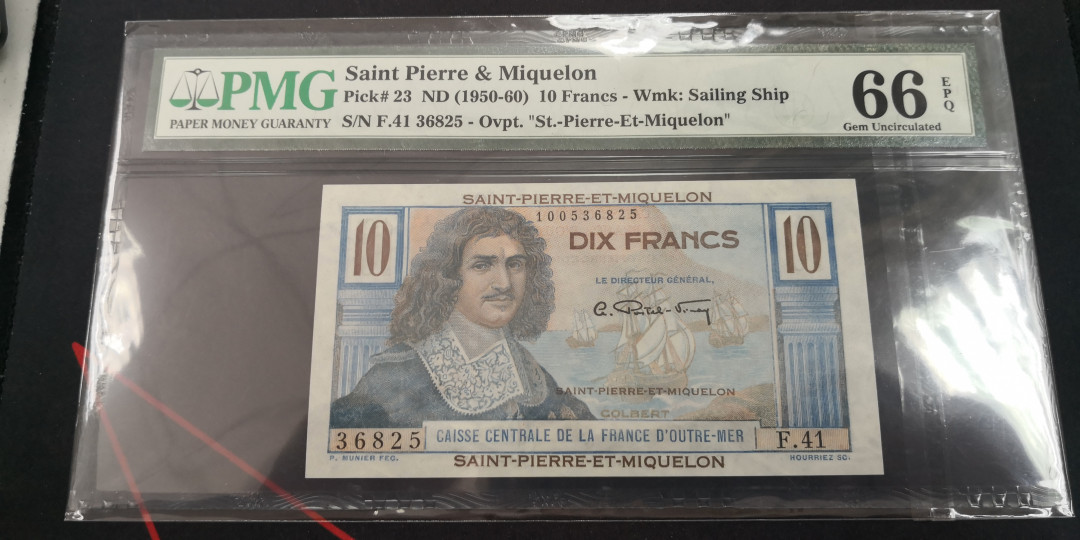 PMG
PAPER MONEY GUARANTY
Saint Pierre & Miquelon
Pick# 23 ND (1950-60) 10 Francs - Wmk: Sailing Ship
S/N F.41 36825 - Ovpt. "St.-Pierre-Et-Miquelon"
66
EPQ
Gem Uncirculated
SAINT-PIERRE-ET-MIQUELON
100536825
10
DIX FRANCS
10
LE DIRECTEUR GÉNÉRAL,
SAINT-PIERRE-ET-MIQUELON
COLBERT
36825
CAISSE CENTRALE DE LA FRANCE D'OUTRE-MER
F.41
P. MUNIER FEC.
SAINT-PIERRE-ET-MIQUELON
HOURRIEZ SC.